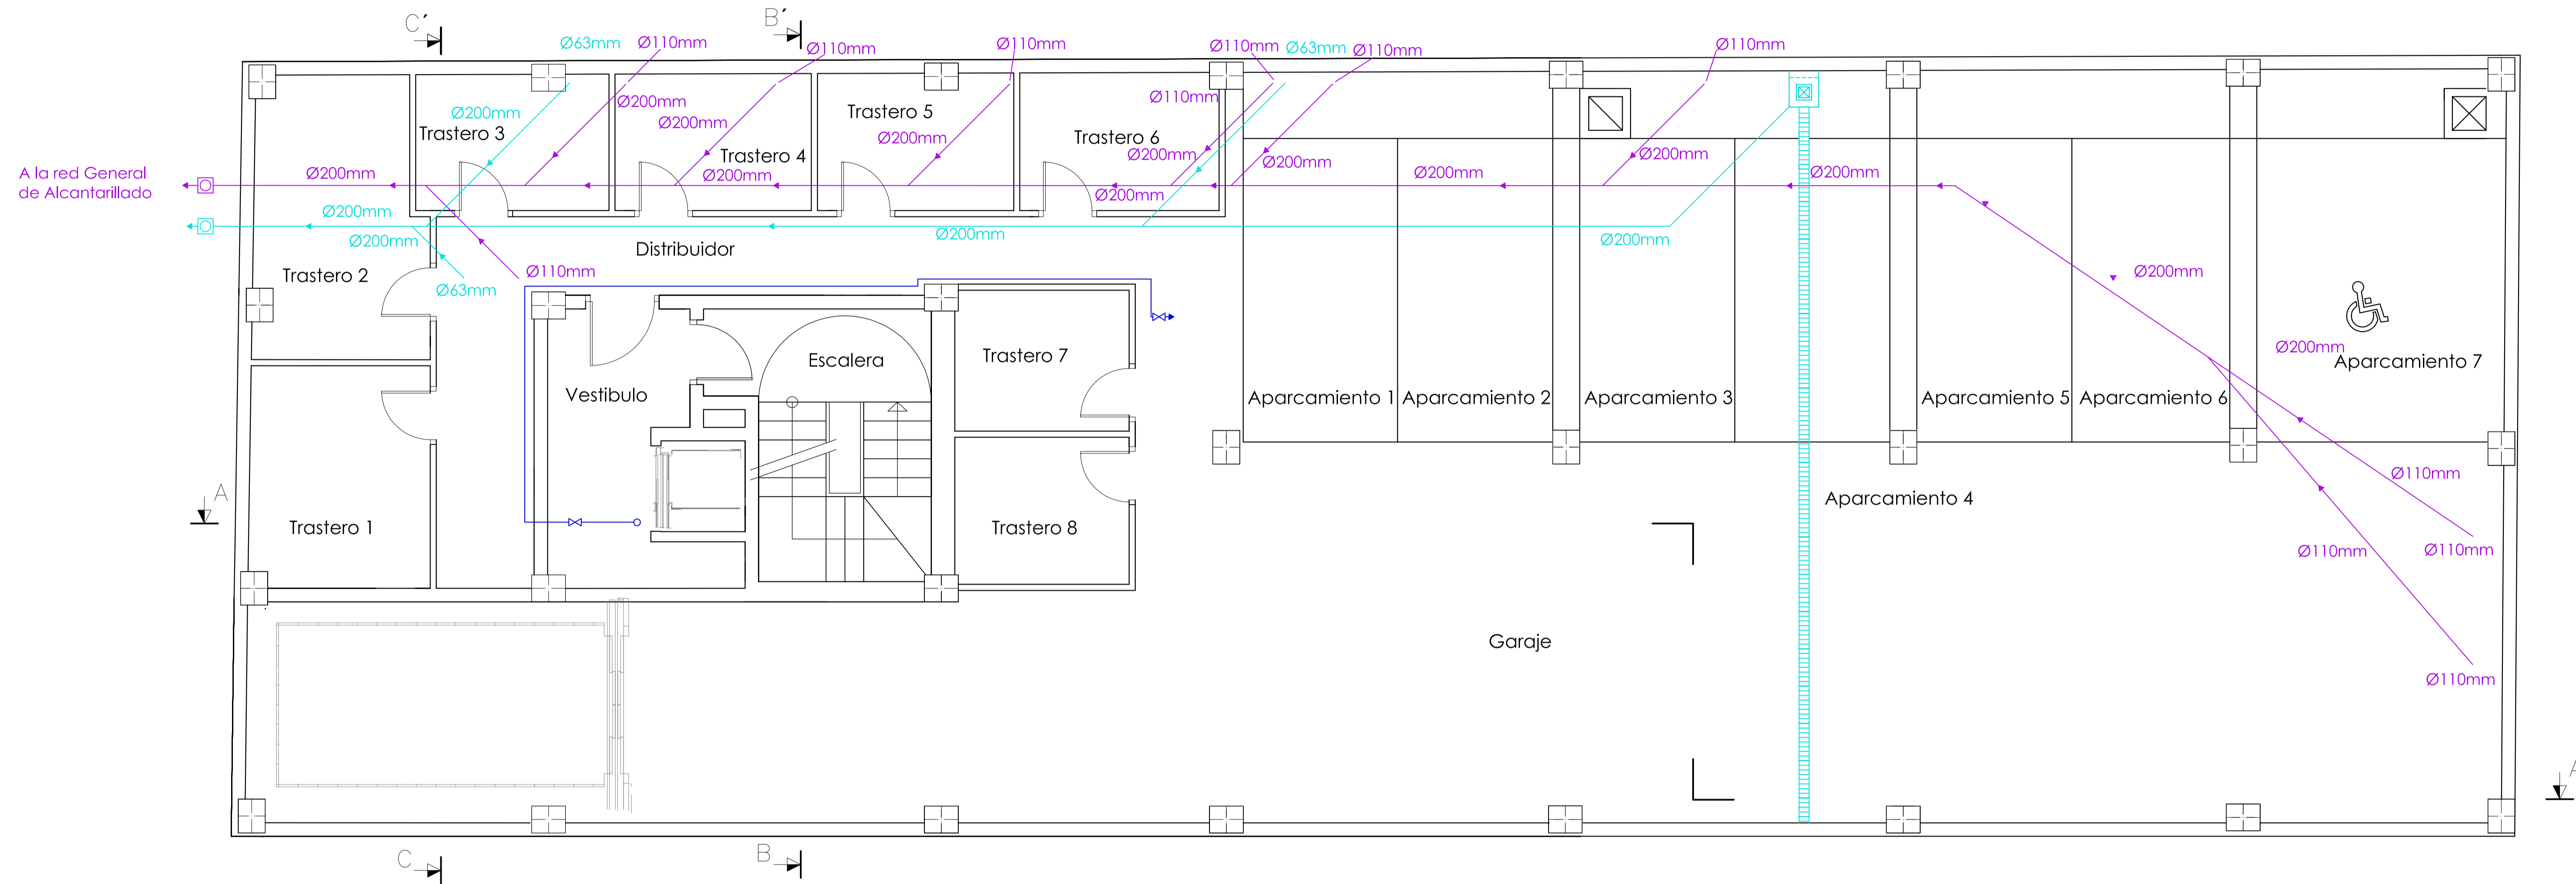 C´
B´
Ø63mm
Ø110mm
Ø110mm
Ø110mm
Ø110mm
Ø63mm
Ø110mm
Ø110mm
Ø200mm
Ø200mm
Ø110mm
Trastero 3
Ø200mm
Trastero 5
Ø200mm
Trastero 6
Trastero 4
Ø200mm
Ø200mm
Ø200mm
A la red General
de Alcantarillado
Ø200mm
Ø200mm
Ø200mm
Ø200mm
Ø200mm
Ø200mm
Ø200mm
Ø200mm
Ø200mm
Ø200mm
Distribuidor
Trastero 2
Ø110mm
Ø63mm
Ø200mm
Ø200mm
Trastero 7
Escalera
Aparcamiento 7
Vestibulo
Aparcamiento 1
Aparcamiento 2
Aparcamiento 3
Aparcamiento 5
Aparcamiento 6
Ø110mm
A
Aparcamiento 4
Trastero 1
Trastero 8
Ø110mm
Ø110mm
Garaje
Ø110mm
C
B